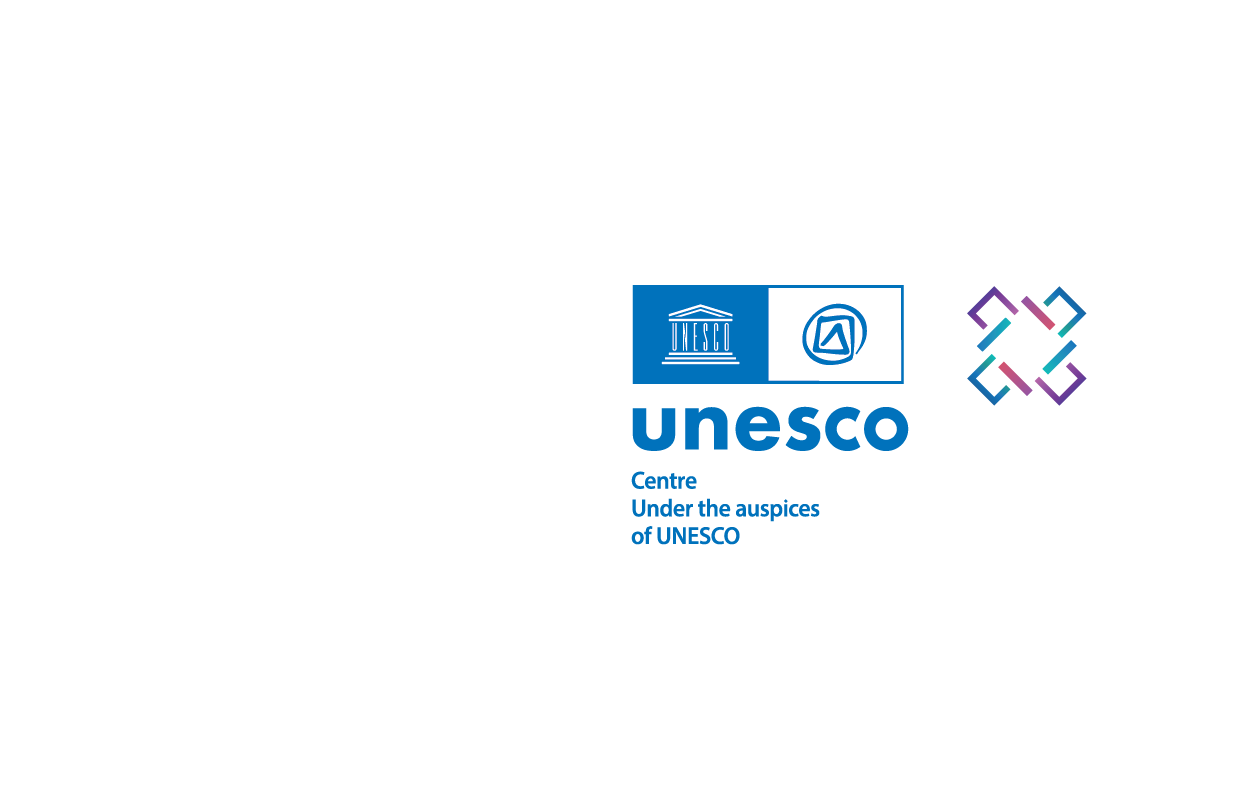 UNESCO
unesco
Centre
Under the auspices
of UNESCO